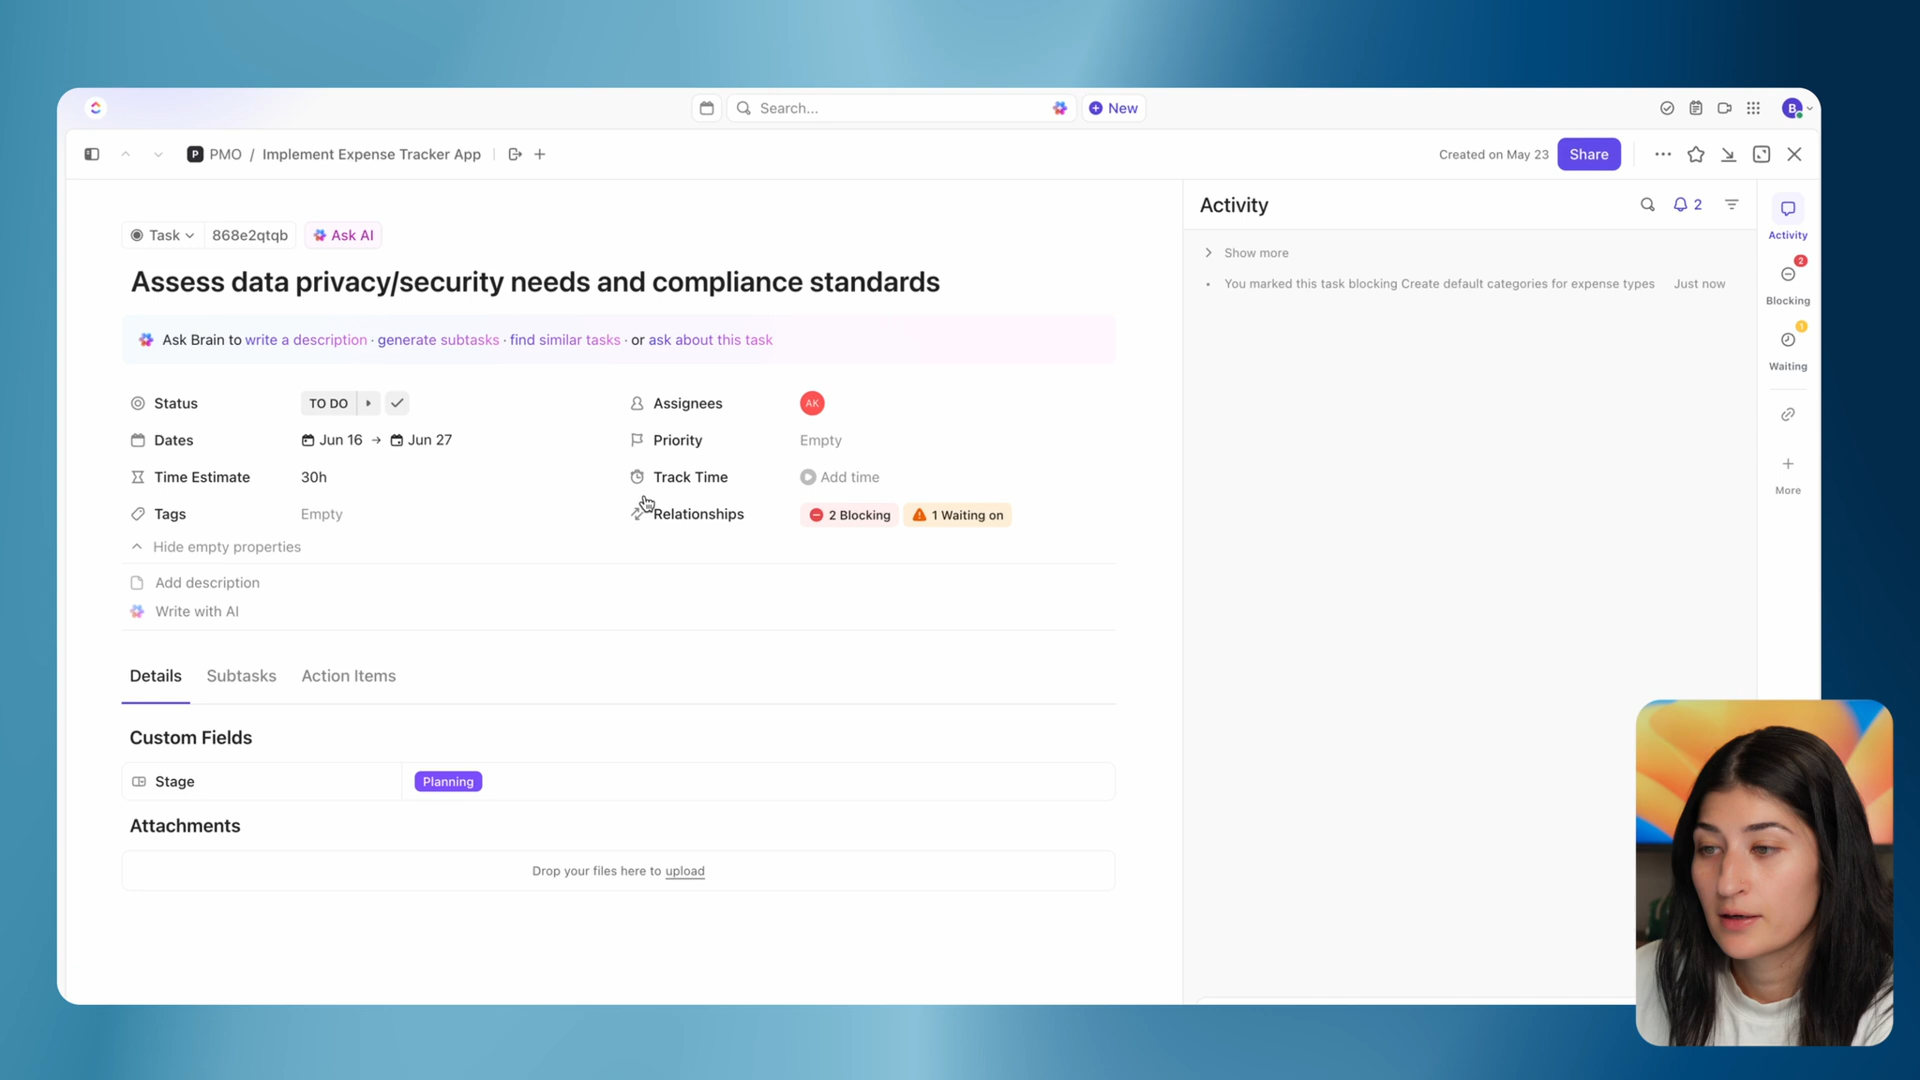 Search...
New
B
P PMO / Implement Expense Tracker App
Created on May 23
Share
Task
868e2qtqb
Ask AI
Assess data privacy/security needs and compliance standards
Ask Brain to write a description · generate subtasks · find similar tasks · or ask about this task
Status
TO DO
Assignees
AK
Dates
Jun 16 → Jun 27
Priority
Empty
Time Estimate
30h
Track Time
Add time
Tags
Empty
Relationships
2 Blocking
1 Waiting on
Hide empty properties
Add description
Write with AI
Details
Subtasks
Action Items
Custom Fields
Stage
Planning
Attachments
Drop your files here to upload
Activity
2
Show more
• You marked this task blocking Create default categories for expense types
Just now
Activity
2
Blocking
1
Waiting
More